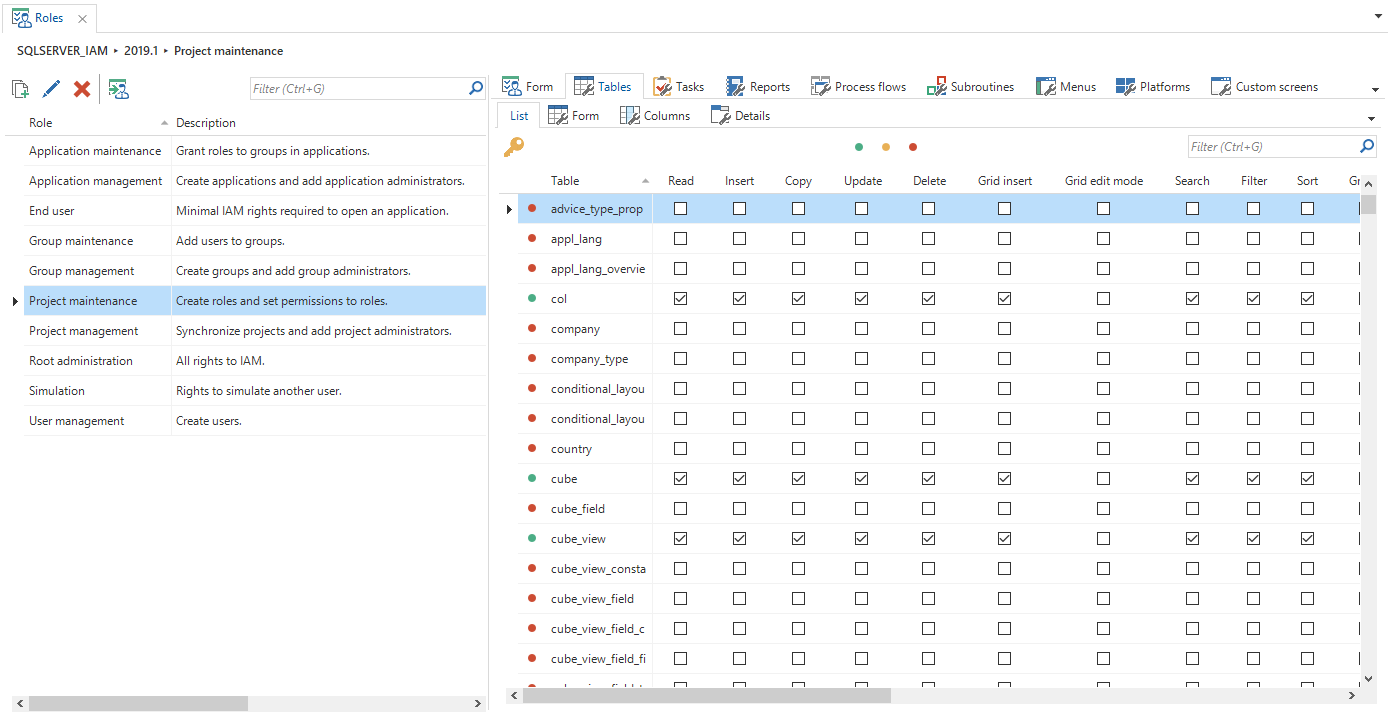 Roles
SQLSERVER_IAM ▸ 2019.1 ▸ Project maintenance
Filter (Ctrl+G)
Role Description
Application maintenance Grant roles to groups in applications.
Application management Create applications and add application administrators.
End user Minimal IAM rights required to open an application.
Group maintenance Add users to groups.
Group management Create groups and add group administrators.
Project maintenance Create roles and set permissions to roles.
Project management Synchronize projects and add project administrators.
Root administration All rights to IAM.
Simulation Rights to simulate another user.
User management Create users.
Form Tables Tasks Reports Process flows Subroutines Menus Platforms Custom screens
List Form Columns Details
Filter (Ctrl+G)
Table Read Insert Copy Update Delete Grid insert Grid edit mode Search Filter Sort Gr
advice_type_prop
appl_lang
appl_lang_overvie
col
company
company_type
conditional_layou
conditional_layou
country
cube
cube_field
cube_view
cube_view_consta
cube_view_field
cube_view_field_c
cube_view_field_fi